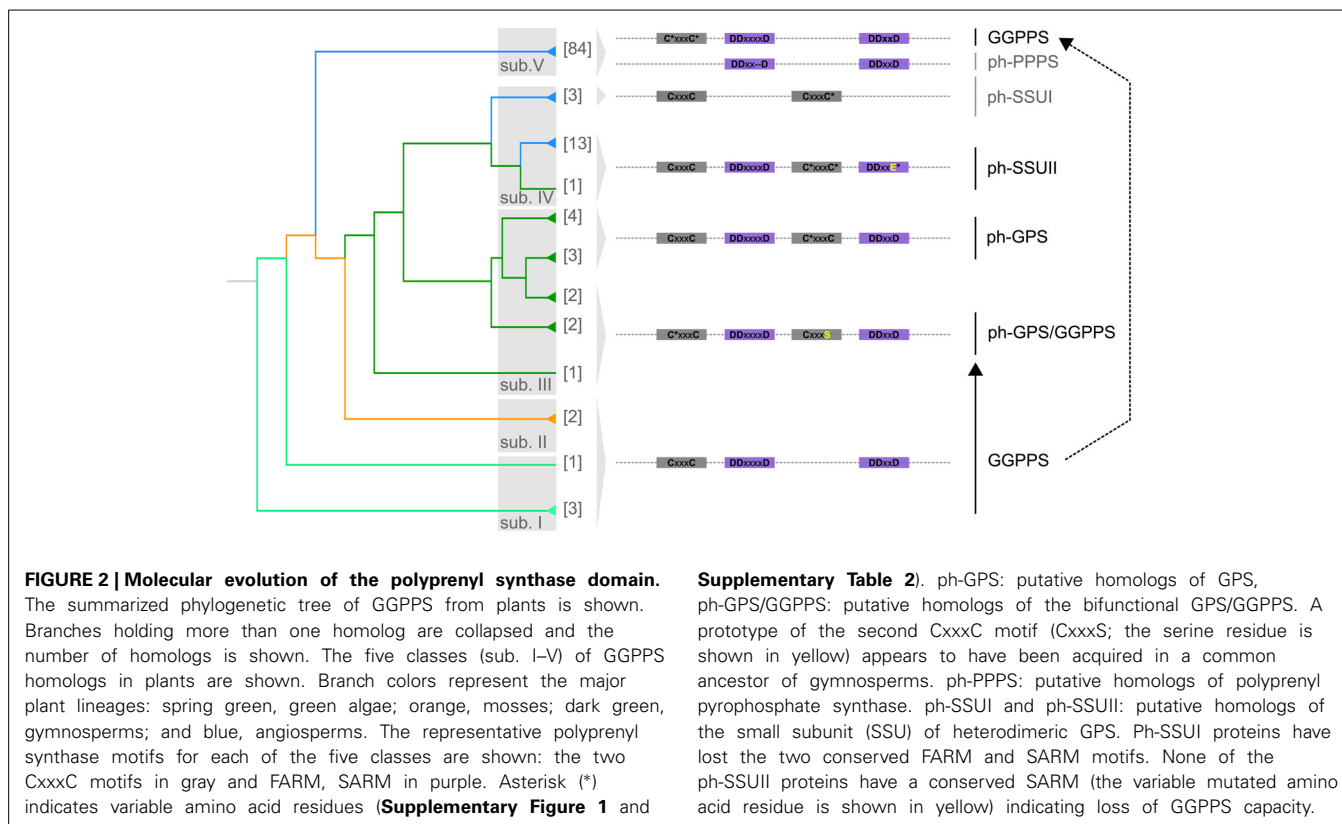 sub.V
[84]
C*xxxC* DDxxxxD DDxxD
GGPPS
DDxx--D DDxxD
ph-PPPS
[3]
CxxxC CxxxC*
ph-SSUI
[13]
CxxxC DDxxxxD C*xxxC* DDxxE*
ph-SSUII
[1]
sub. IV
[4]
CxxxC DDxxxxD C*xxxC DDxxD
ph-GPS
[3]
[2]
[2]
C*xxxC DDxxxxD CxxxS DDxxD
ph-GPS/GGPPS
[1]
sub. III
[2]
sub. II
[1]
CxxxC DDxxxxD DDxxD
GGPPS
[3]
sub. I
FIGURE 2 | Molecular evolution of the polyprenyl synthase domain.
The summarized phylogenetic tree of GGPPS from plants is shown.
Branches holding more than one homolog are collapsed and the
number of homologs is shown. The five classes (sub. I–V) of GGPPS
homologs in plants are shown. Branch colors represent the major
plant lineages: spring green, green algae; orange, mosses; dark green,
gymnosperms; and blue, angiosperms. The representative polyprenyl
synthase motifs for each of the five classes are shown: the two
CxxxC motifs in gray and FARM, SARM in purple. Asterisk (*)
indicates variable amino acid residues (Supplementary Figure 1 and
Supplementary Table 2). ph-GPS: putative homologs of GPS,
ph-GPS/GGPPS: putative homologs of the bifunctional GPS/GGPPS. A
prototype of the second CxxxC motif (CxxxS; the serine residue is
shown in yellow) appears to have been acquired in a common
ancestor of gymnosperms. ph-PPPS: putative homologs of polyprenyl
pyrophosphate synthase. ph-SSUI and ph-SSUII: putative homologs of
the small subunit (SSU) of heterodimeric GPS. Ph-SSUI proteins have
lost the two conserved FARM and SARM motifs. None of the
ph-SSUII proteins have a conserved SARM (the variable mutated amino
acid residue is shown in yellow) indicating loss of GGPPS capacity.